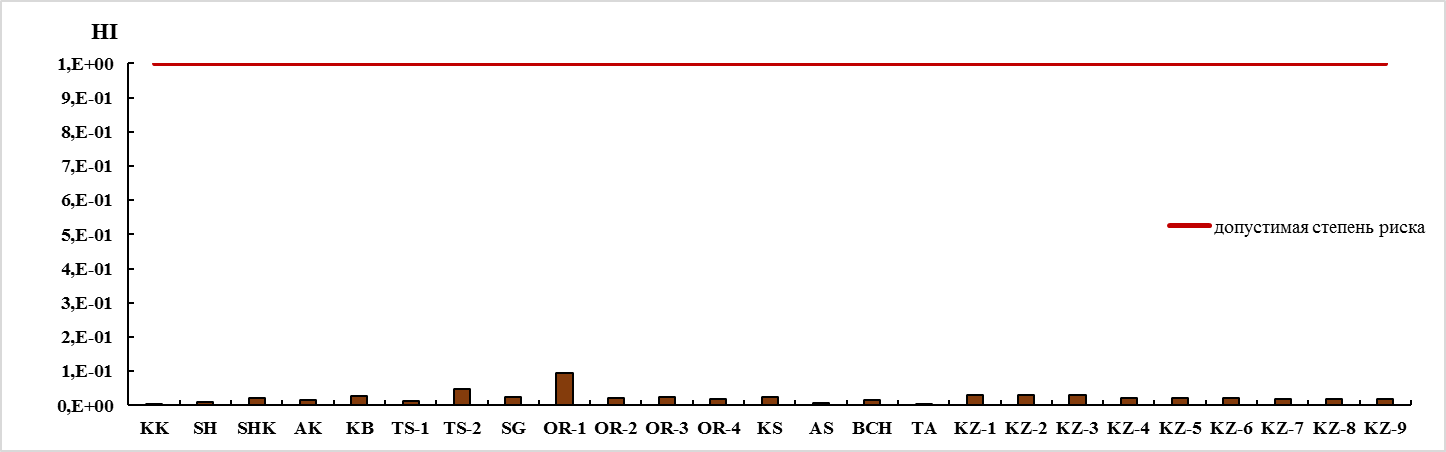 HI
1,E+00
9,E-01
8,E-01
7,E-01
6,E-01
5,E-01
4,E-01
3,E-01
2,E-01
1,E-01
0,E+00
допустимая степень риска
KK SH SHK AK KB TS-1 TS-2 SG OR-1 OR-2 OR-3 OR-4 KS AS BCH TA KZ-1 KZ-2 KZ-3 KZ-4 KZ-5 KZ-6 KZ-7 KZ-8 KZ-9